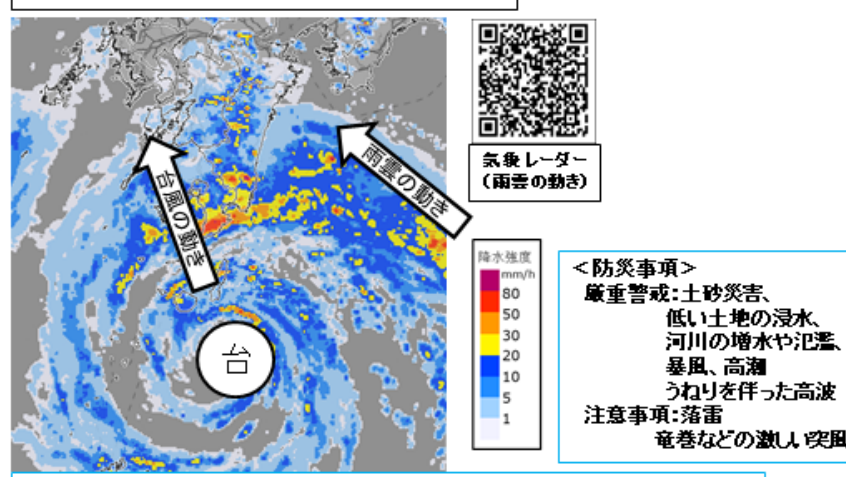 台風の動き
雨雲の動き
台
気象レーダー
(雨雲の動き)
降水強度
mm/h
80
50
30
20
10
5
1
<防災事項>
厳重警戒:土砂災害、
低い土地の浸水、
河川の増水や氾濫、
暴風、高潮
うねりを伴った高波
注意事項:落雷
竜巻などの激しい突風